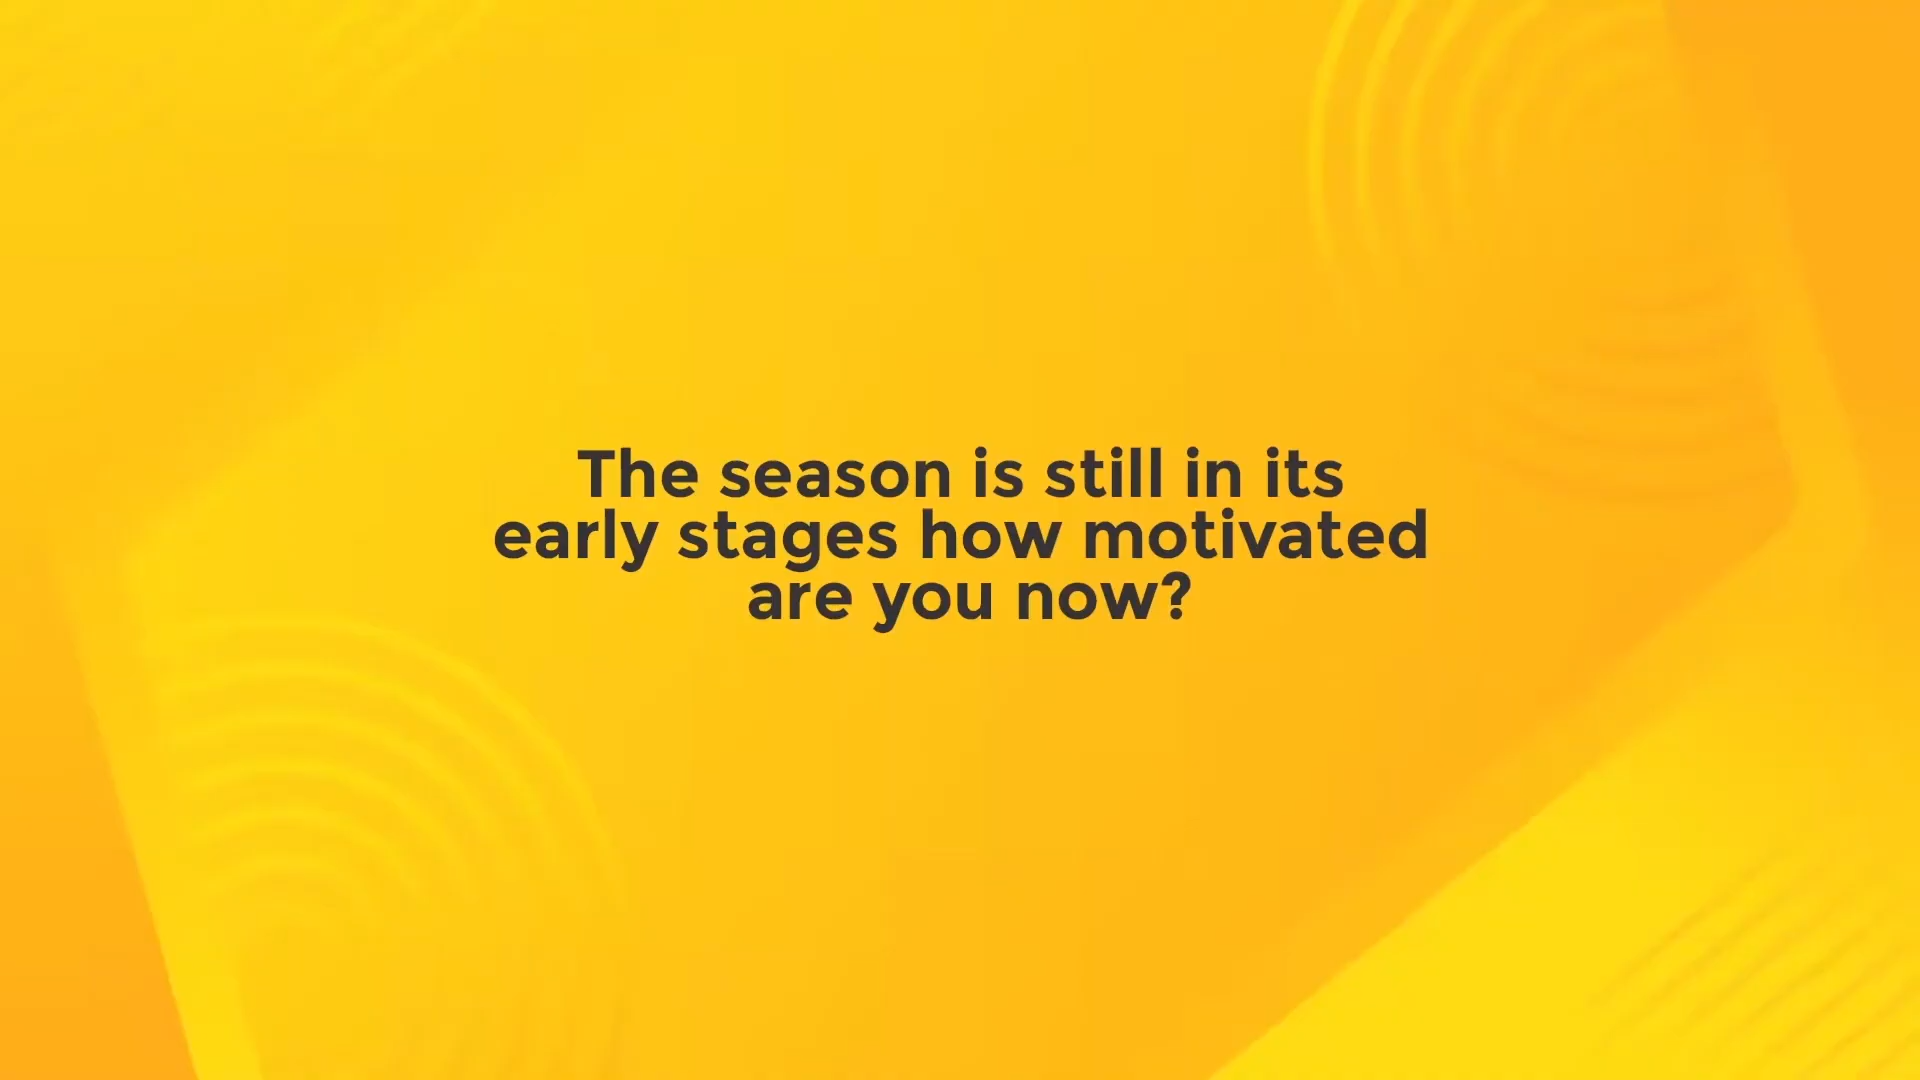 The season is still in its
early stages how motivated
are you now?